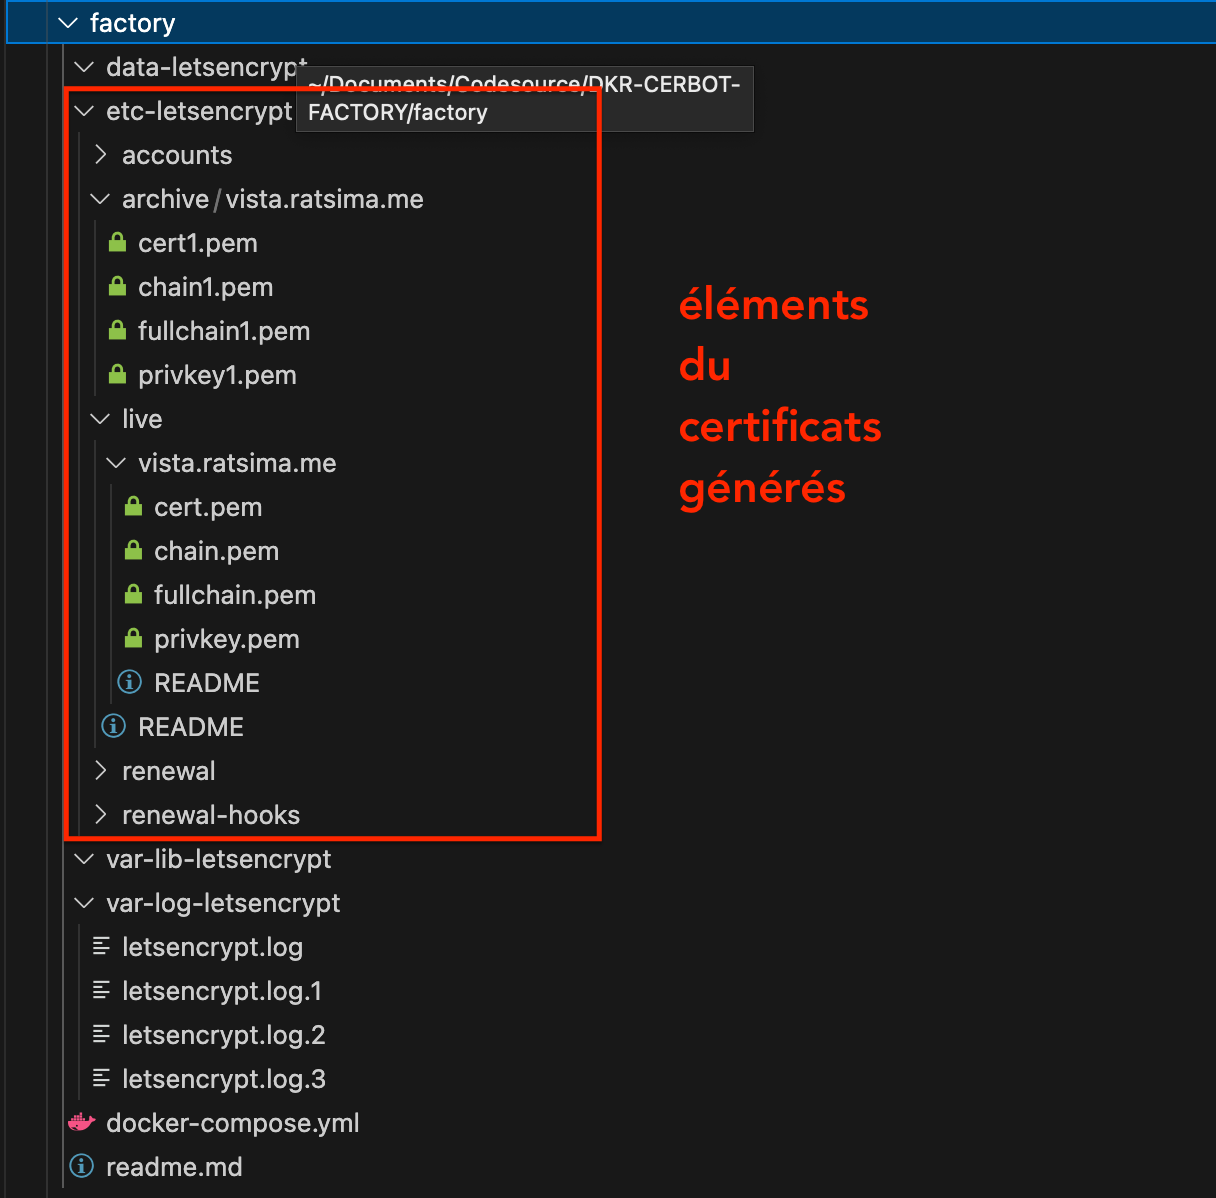 factory
data-letsencrypt
~/Documents/Codesource/DKR-CERBOT-
FACTORY/factory
etc-letsencrypt
accounts
archive/vista.ratsima.me
cert1.pem
chain1.pem
fullchain1.pem
privkey1.pem
live
vista.ratsima.me
cert.pem
chain.pem
fullchain.pem
privkey.pem
README
README
renewal
renewal-hooks
var-lib-letsencrypt
var-log-letsencrypt
letsencrypt.log
letsencrypt.log.1
letsencrypt.log.2
letsencrypt.log.3
docker-compose.yml
readme.md
éléments
du
certificats
générés